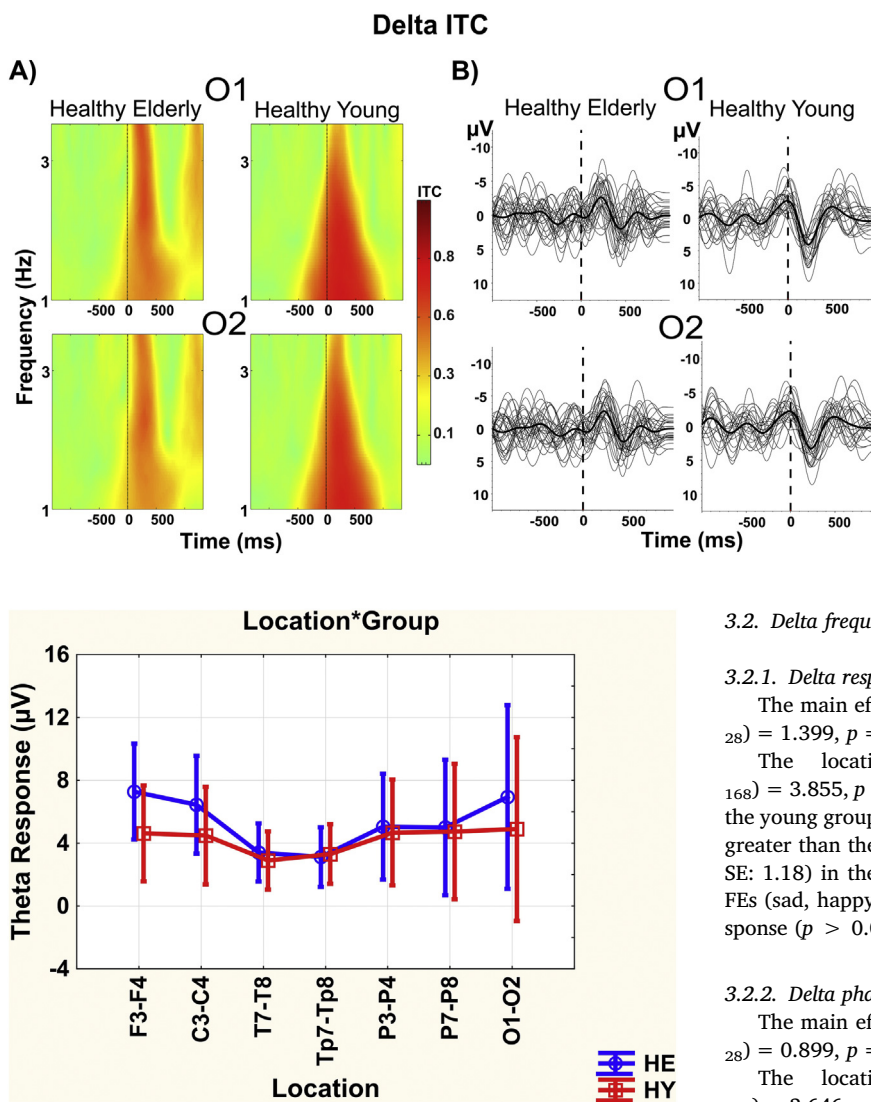 Delta ITC
A)
O1
Healthy Elderly
Healthy Young
3
3
1
1
-500 0 500
-500 0 500
ITC
0.8
0.6
0.4
0.3
0.1
Frequency (Hz)
O2
3
3
1
1
-500 0 500
-500 0 500
Time (ms)
B)
O1
Healthy Elderly
Healthy Young
µV
µV
-10
-5
0
5
10
-10
-5
0
5
10
-500 0 500
-500 0 500
O2
-10
-5
0
5
10
-10
-5
0
5
10
-500 0 500
-500 0 500
Time (ms)
Location*Group
Theta Response (µV)
16
12
8
4
0
-4
F3-F4
C3-C4
T7-T8
Tp7-Tp8
P3-P4
P7-P8
O1-O2
Location
HE
HY
3.2. Delta frequ
3.2.1. Delta resp
The main ef
28) = 1.399, p =
The locati
168) = 3.855, p
the young group
greater than the
SE: 1.18) in the
FEs (sad, happy
sponse (p > 0.0
3.2.2. Delta pha
The main ef
28) = 0.899, p =
The locati